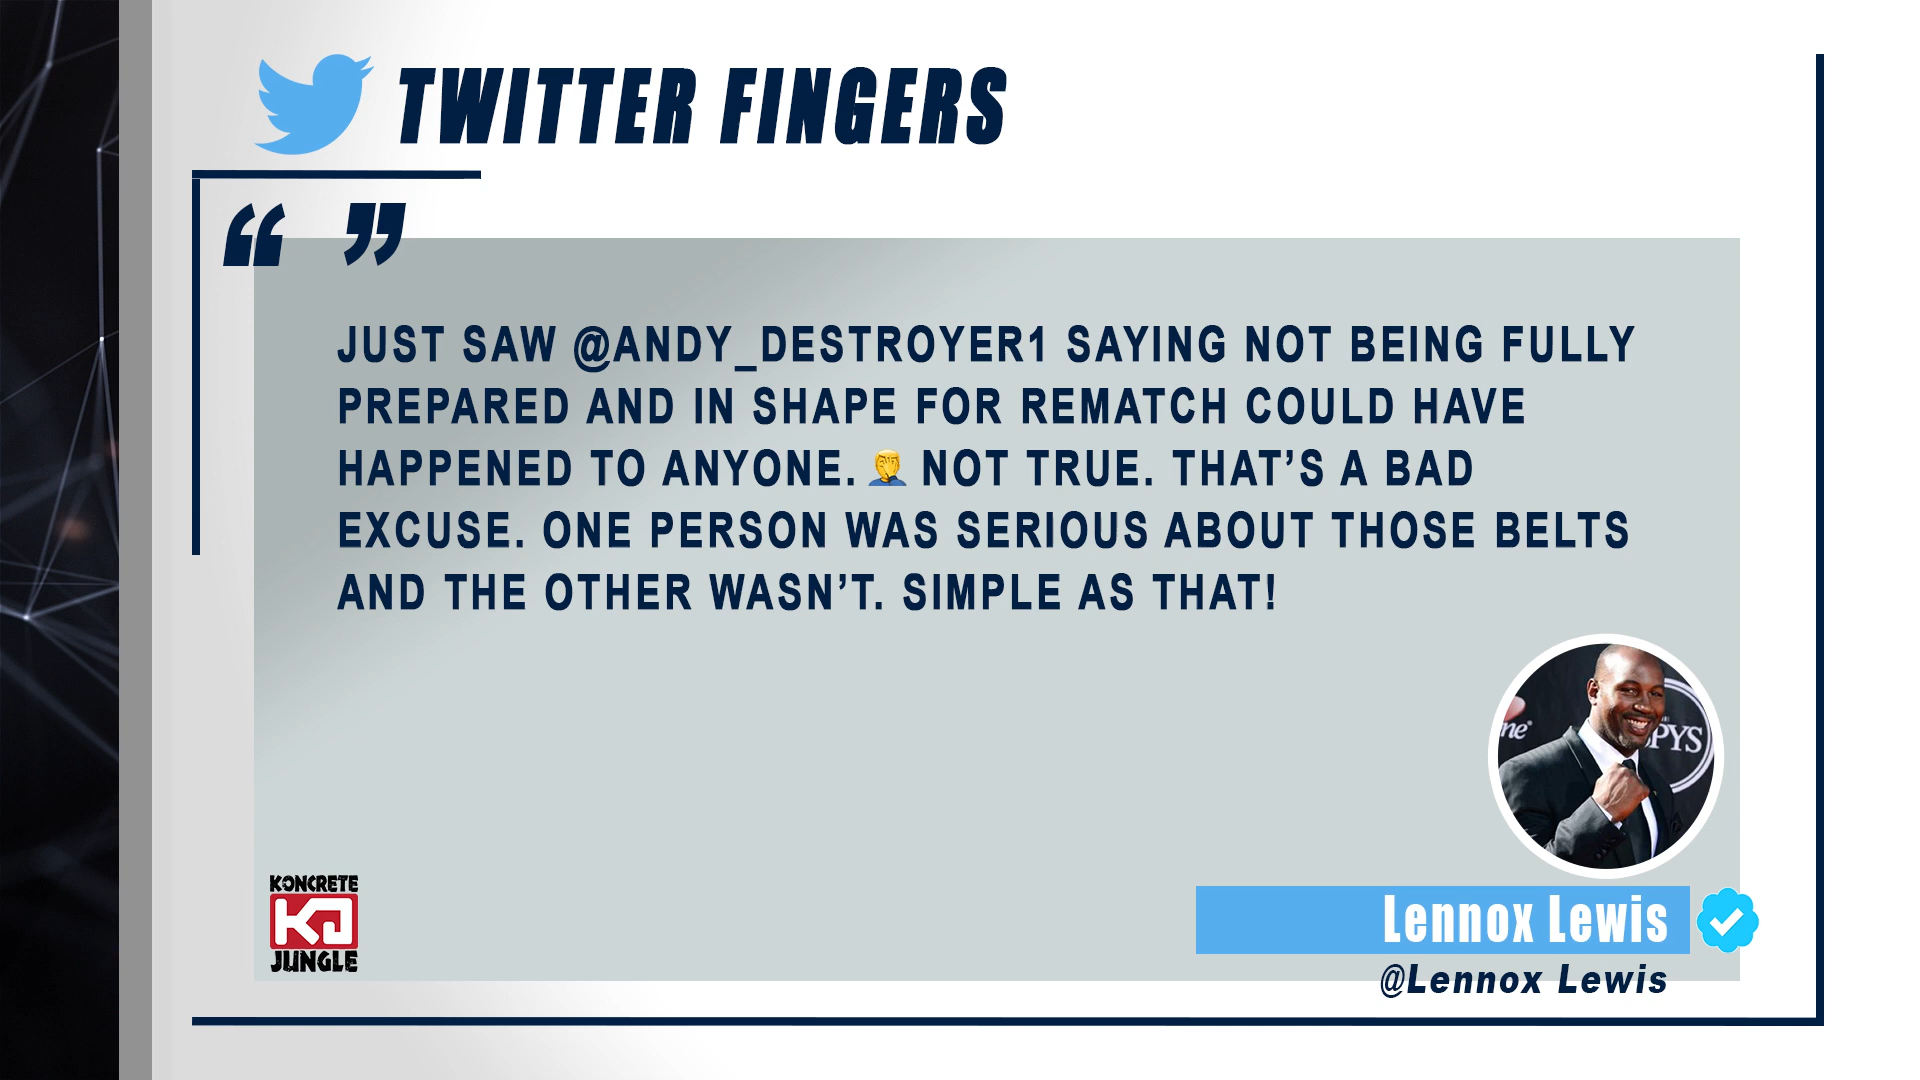 TWITTER FINGERS
“ ”
JUST SAW @ANDY_DESTROYER1 SAYING NOT BEING FULLY
PREPARED AND IN SHAPE FOR REMATCH COULD HAVE
HAPPENED TO ANYONE. 🤦 NOT TRUE. THAT’S A BAD
EXCUSE. ONE PERSON WAS SERIOUS ABOUT THOSE BELTS
AND THE OTHER WASN’T. SIMPLE AS THAT!
ne®
PYS
KONCRETE
KJ
JUNGLE
Lennox Lewis
@Lennox Lewis